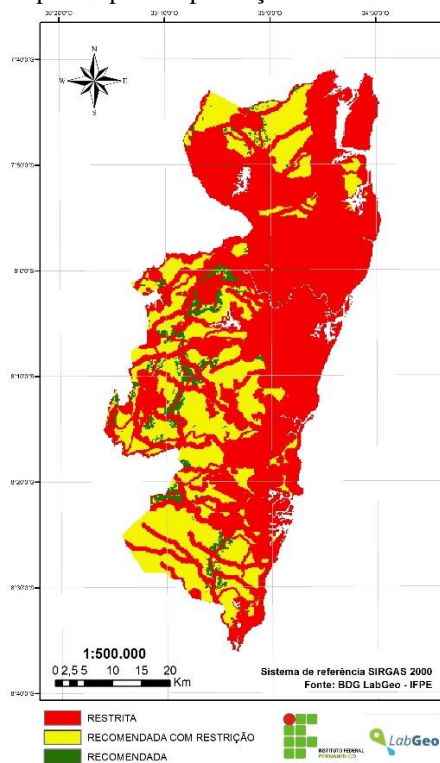 35°20'0"O 35°10'0"O 35°0'0"O 34°50'0"O
N
W E
S
7°40'0"S
7°50'0"S
8°0'0"S
8°10'0"S
8°20'0"S
8°30'0"S
8°40'0"S
1:500.000
0 2,5 5 10 15 20
Km
Sistema de referência SIRGAS 2000
Fonte: BDG LabGeo - IFPE
RESTRITA
RECOMENDADA COM RESTRIÇÃO
RECOMENDADA
INSTITUTO FEDERAL
PERNAMBUCO
LabGeo